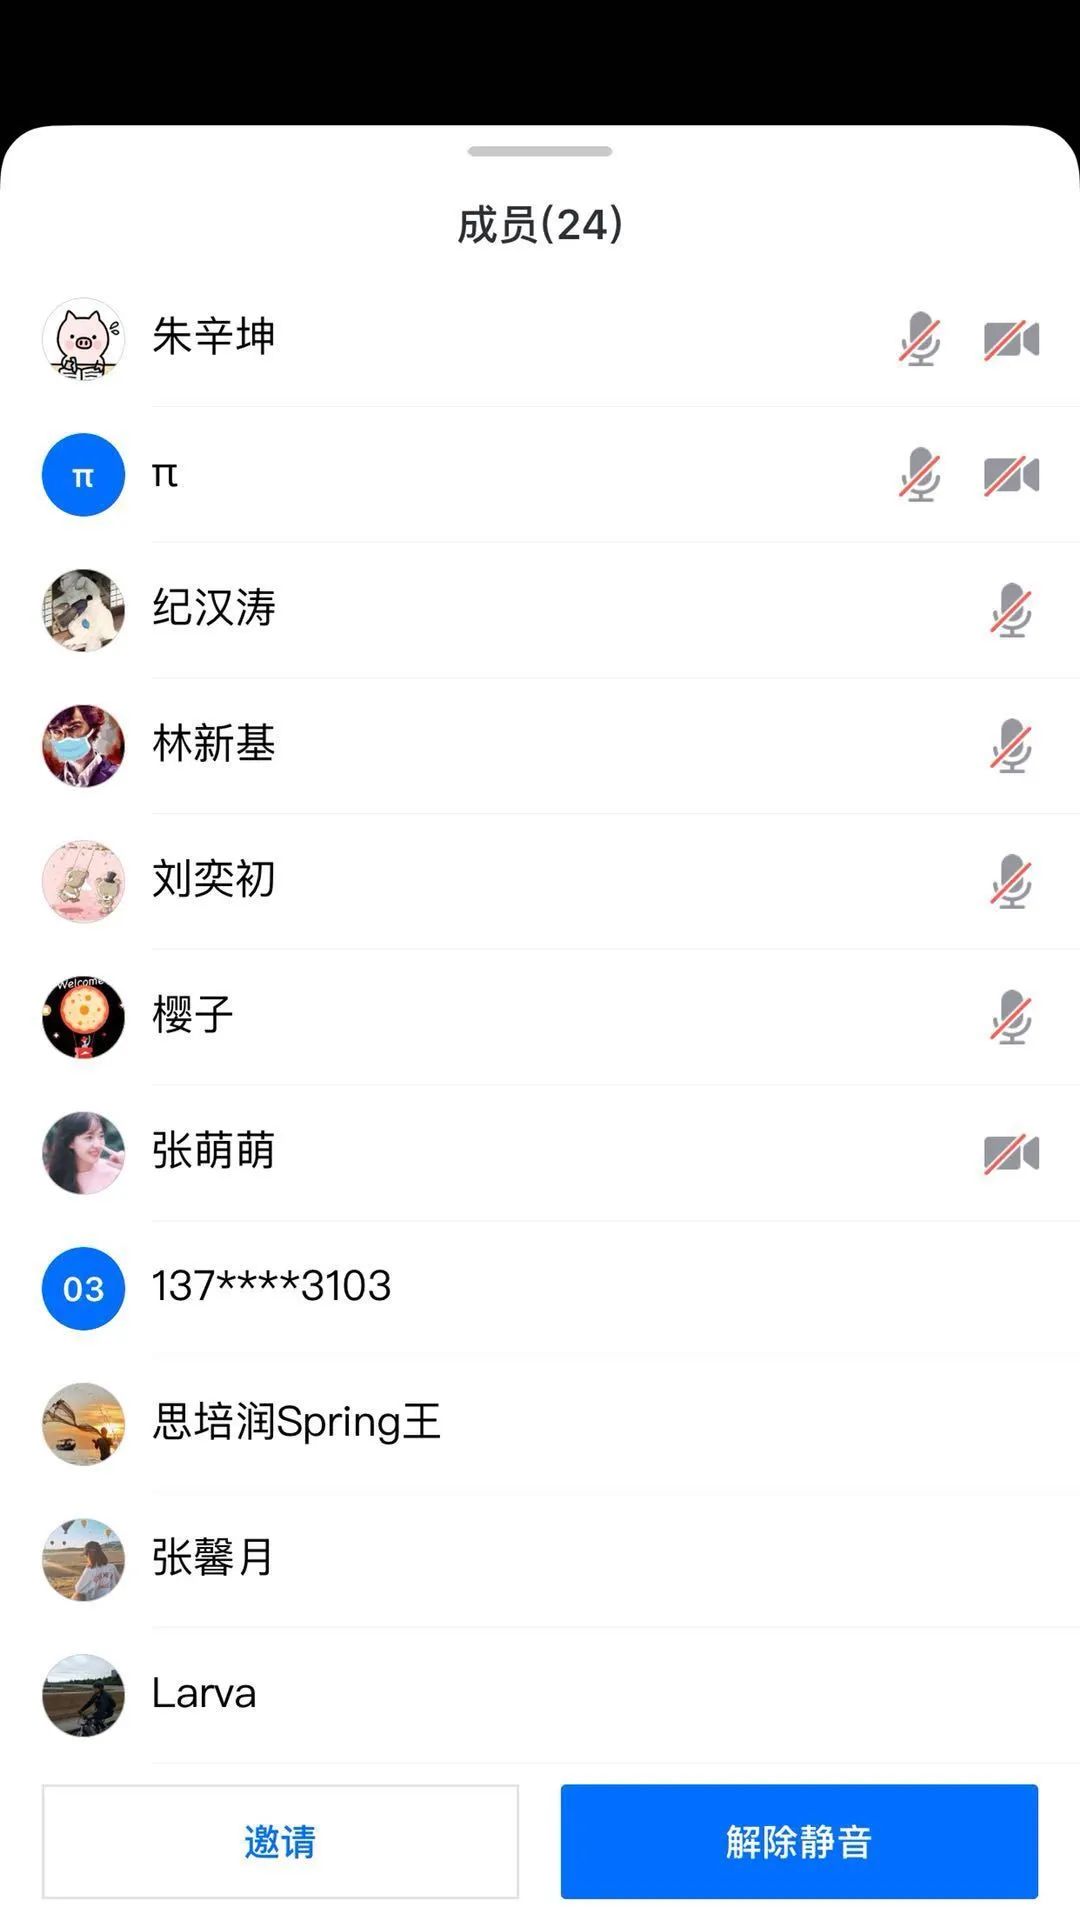 成员(24)
朱辛坤
π
π
纪汉涛
林新基
刘奕初
Welcome
樱子
张萌萌
03
137****3103
思培润Spring王
张馨月
Larva
邀请
解除静音